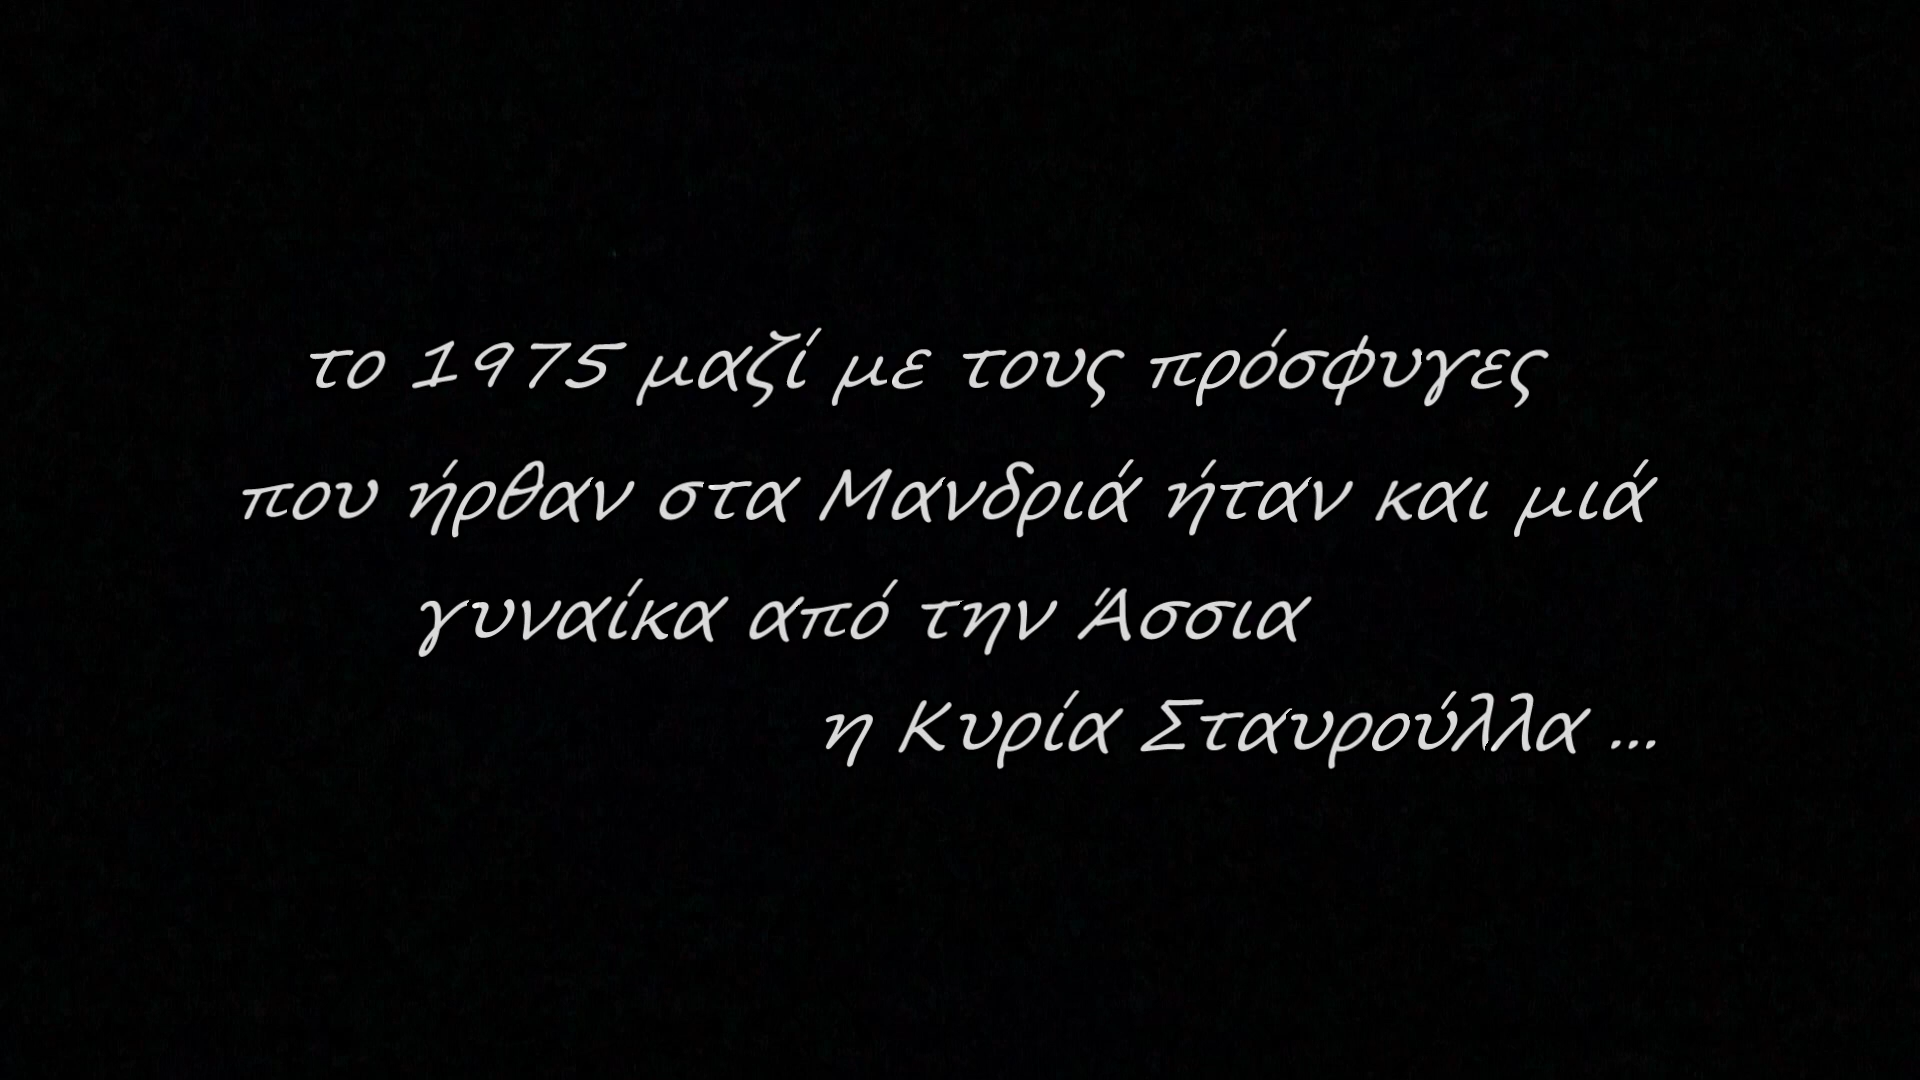 το 1975 μαζί με τους πρόσφυγες
που ήρθαν στα Μανδριά ήταν και μιά
γυναίκα από την Άσσια
η Κυρία Σταυρούλλα ...